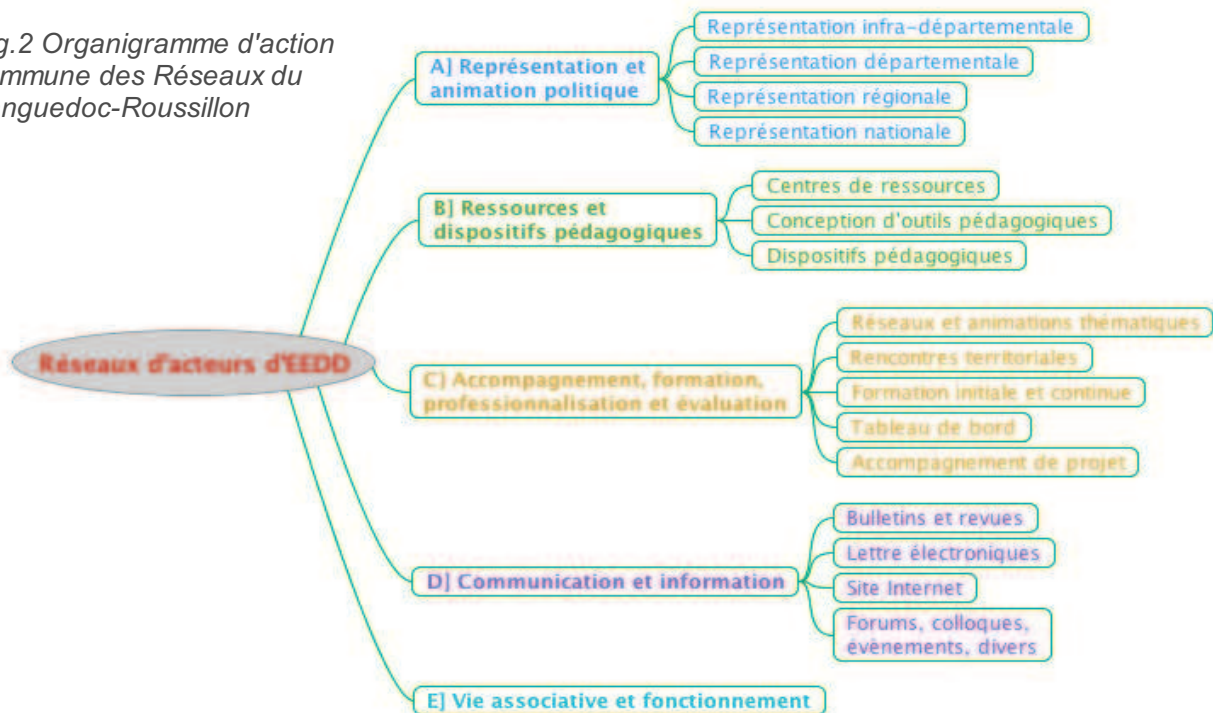 g.2 Organigramme d'action
mmune des Réseaux du
nguedoc-Roussillon
Réseaux d'acteurs d'EEDD
A] Représentation et
animation politique
Représentation infra-départementale
Représentation départementale
Représentation régionale
Représentation nationale
B] Ressources et
dispositifs pédagogiques
Centres de ressources
Conception d'outils pédagogiques
Dispositifs pédagogiques
C] Accompagnement, formation,
professionnalisation et évaluation
Réseaux et animations thématiques
Rencontres territoriales
Formation initiale et continue
Tableau de bord
Accompagnement de projet
D] Communication et information
Bulletins et revues
Lettre électroniques
Site Internet
Forums, colloques,
évènements, divers
E] Vie associative et fonctionnement